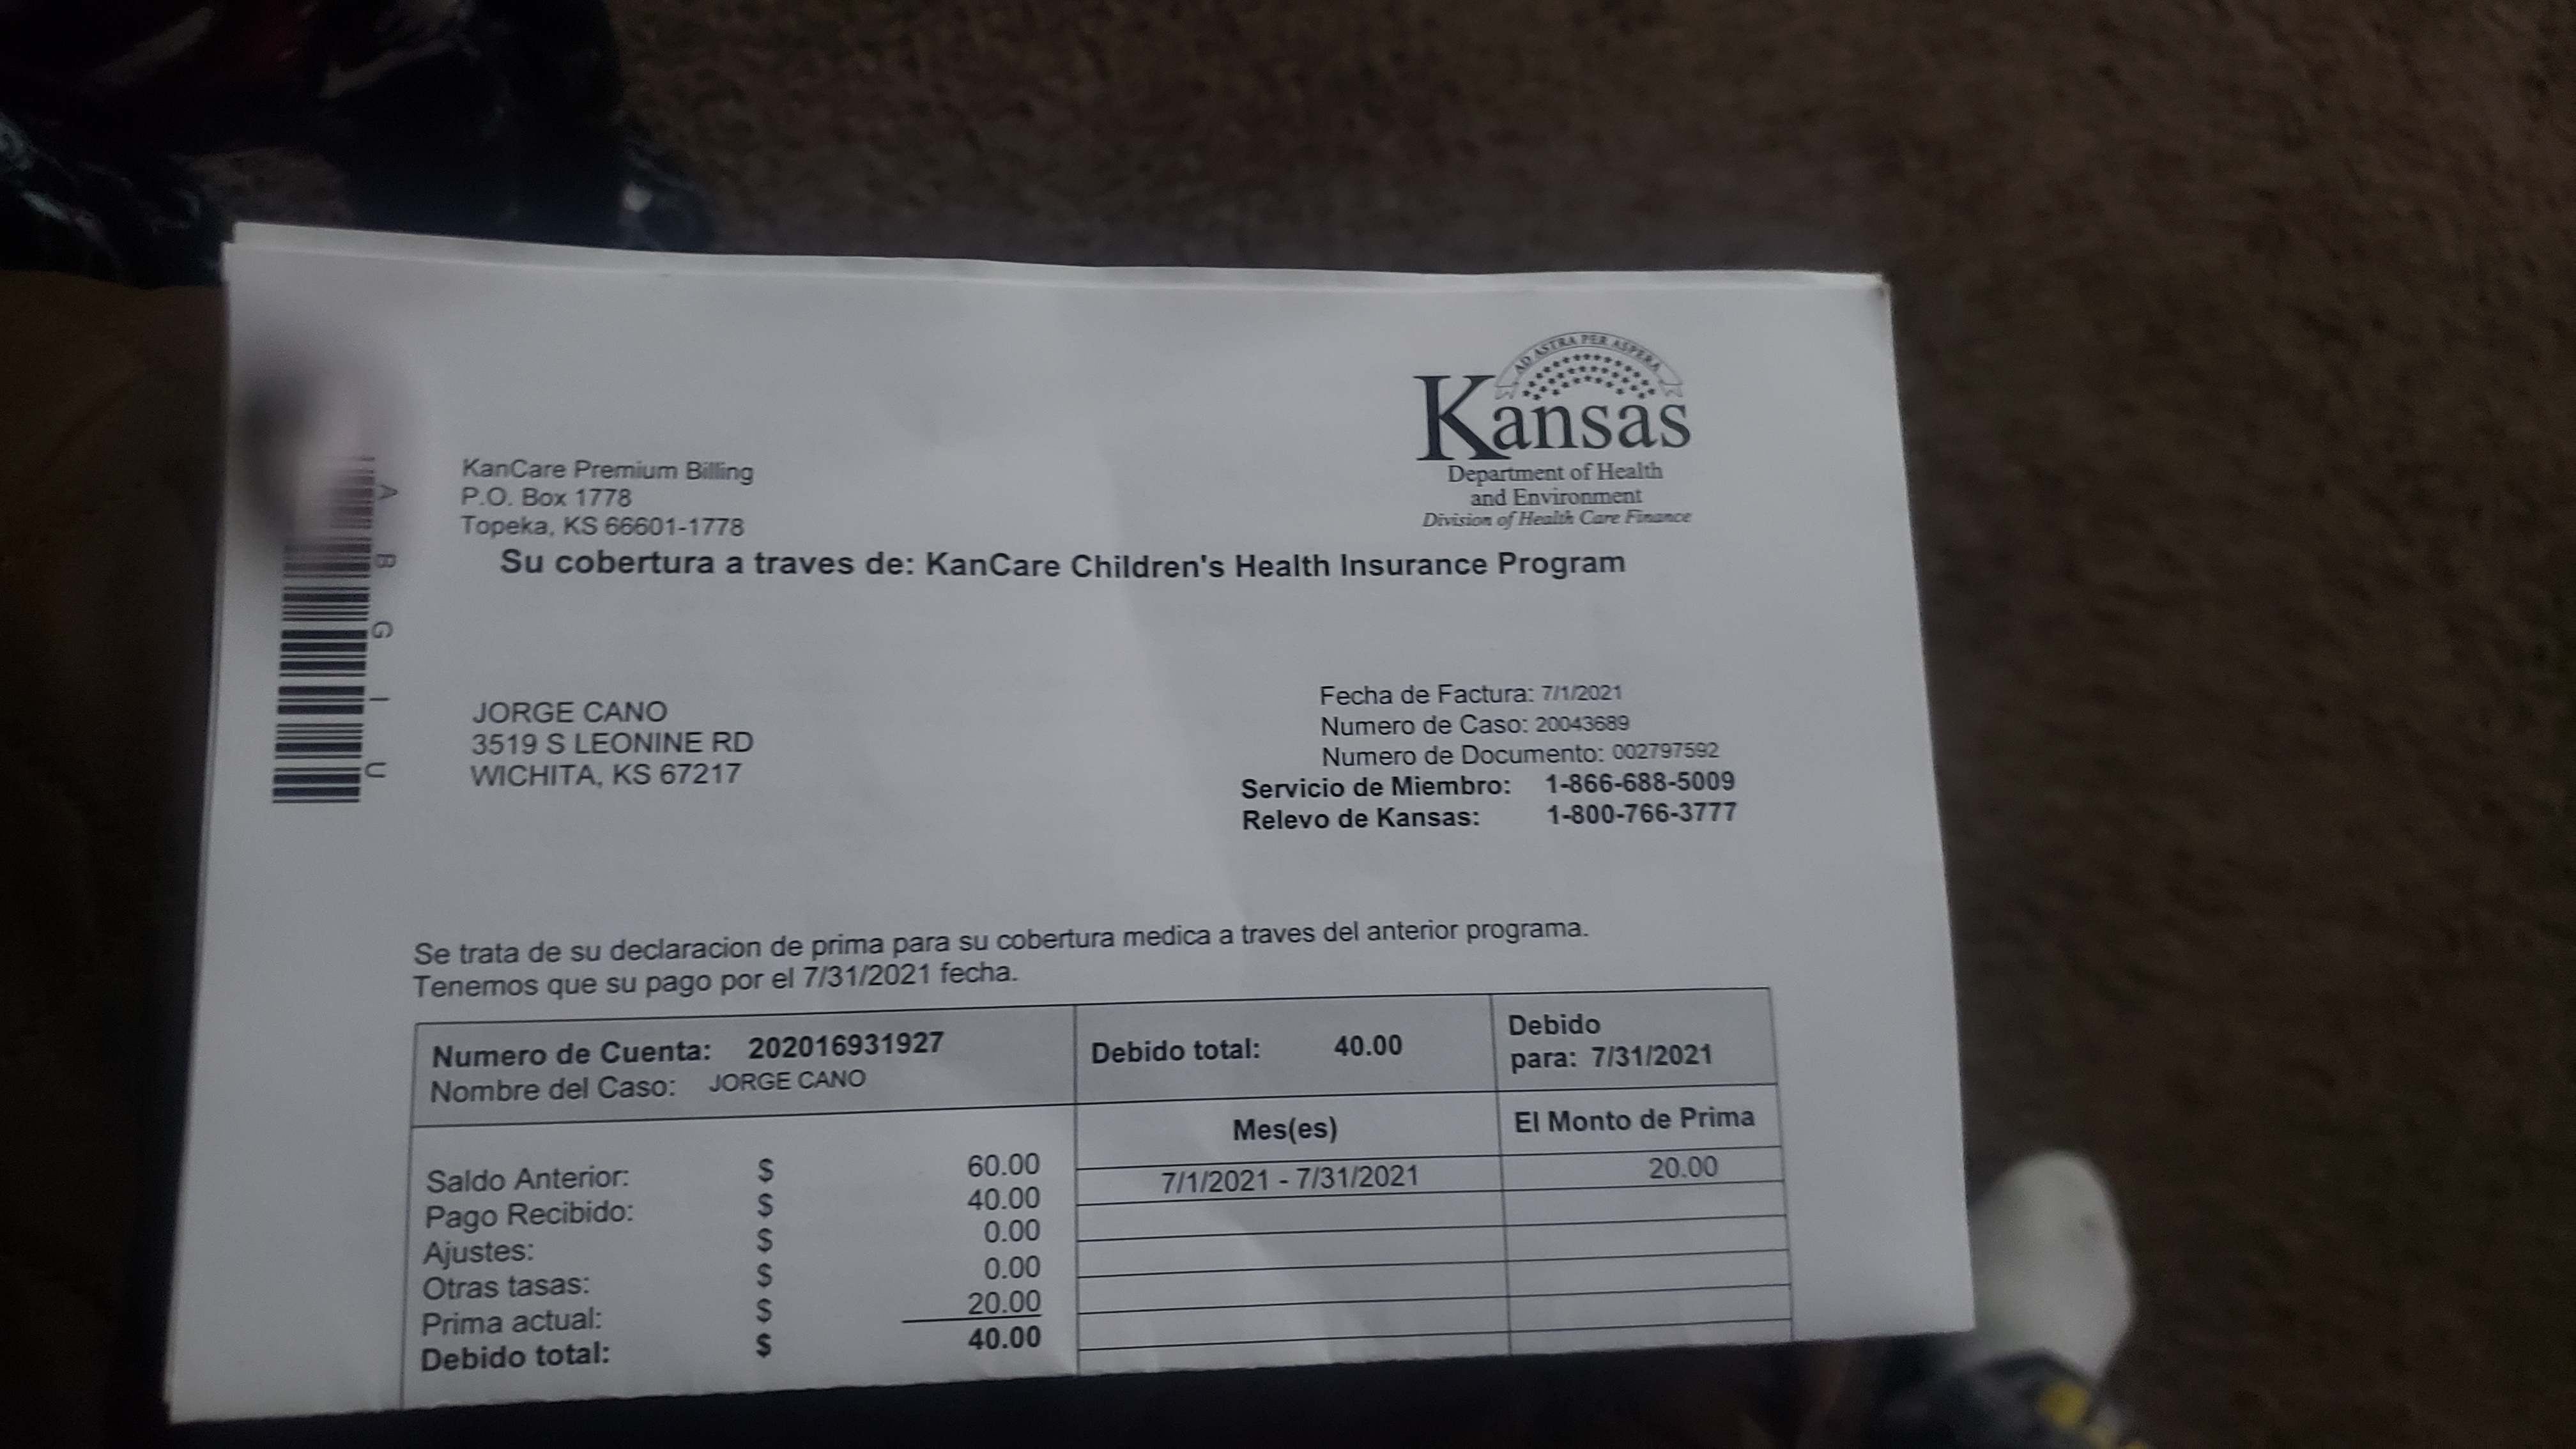 AD ASTRA PER ASPERA
Kansas
Department of Health
and Environment
Division of Health Care Finance
KanCare Premium Billing
P.O. Box 1778
Topeka, KS 66601-1778
Su cobertura a traves de: KanCare Children's Health Insurance Program
A B G I U
JORGE CANO
3519 S LEONINE RD
WICHITA, KS 67217
Fecha de Factura: 7/1/2021
Numero de Caso: 20043689
Numero de Documento: 002797592
Servicio de Miembro: 1-866-688-5009
Relevo de Kansas: 1-800-766-3777
Se trata de su declaracion de prima para su cobertura medica a traves del anterior programa.
Tenemos que su pago por el 7/31/2021 fecha.
Numero de Cuenta: 202016931927
Nombre del Caso: JORGE CANO
Debido total: 40.00
Debido
para: 7/31/2021
Saldo Anterior: $ 60.00
Pago Recibido: $ 40.00
Ajustes: $ 0.00
Otras tasas: $ 0.00
Prima actual: $ 20.00
Debido total: $ 40.00
Mes(es) El Monto de Prima
7/1/2021 - 7/31/2021 20.00